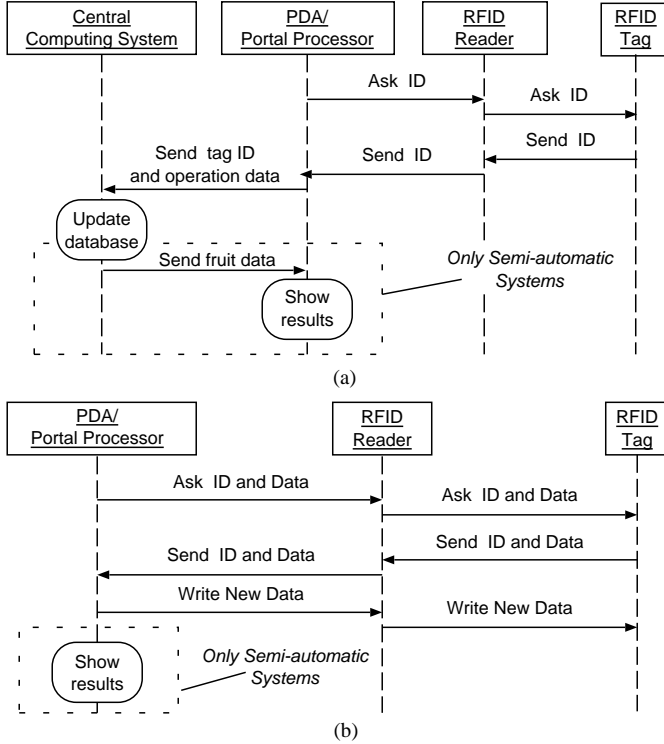 Central
Computing System
PDA/
Portal Processor
RFID
Reader
RFID
Tag
Ask ID
Ask ID
Send ID
Send ID
Send tag ID
and operation data
Update
database
Send fruit data
Only Semi-automatic
Systems
Show
results
(a)
PDA/
Portal Processor
RFID
Reader
RFID
Tag
Ask ID and Data
Ask ID and Data
Send ID and Data
Send ID and Data
Write New Data
Write New Data
Show
results
Only Semi-automatic
Systems
(b)